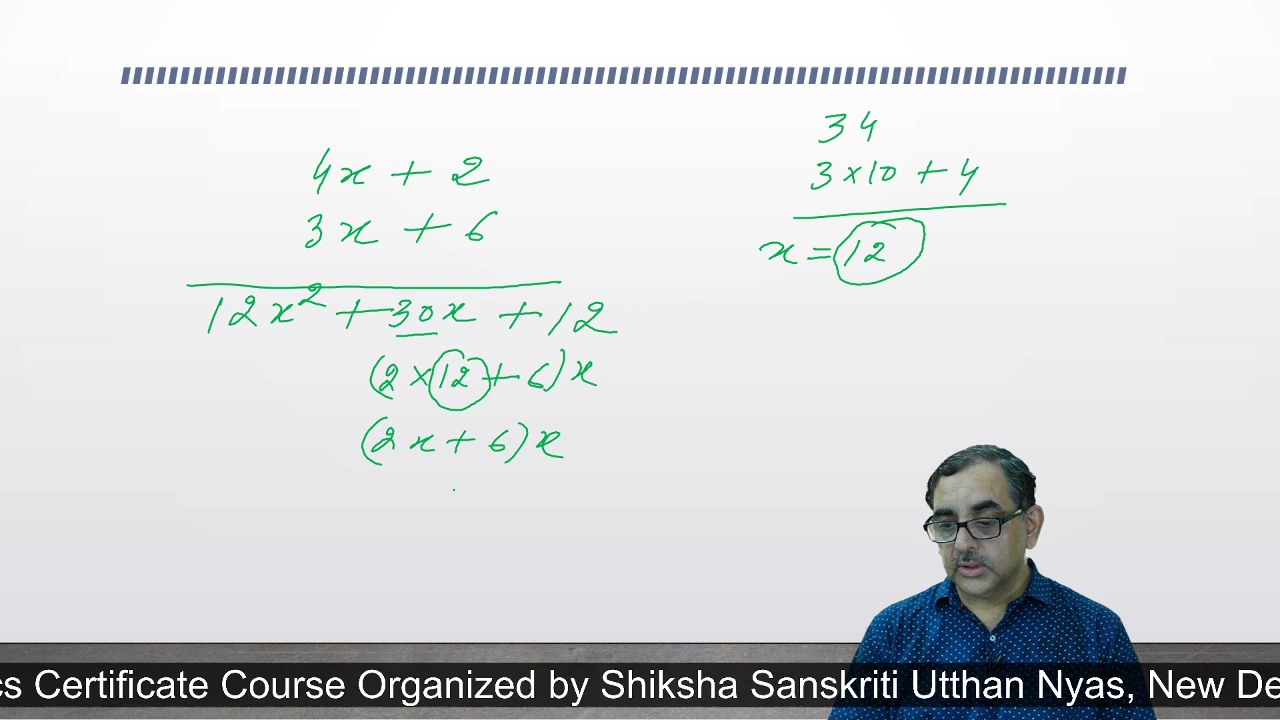 4x + 2
3x + 6
12x² + 30x + 12
(2 × 12 + 6)x
(2x + 6)x
34
3 × 10 + 4
x = 12
cs Certificate Course Organized by Shiksha Sanskriti Utthan Nyas, New De